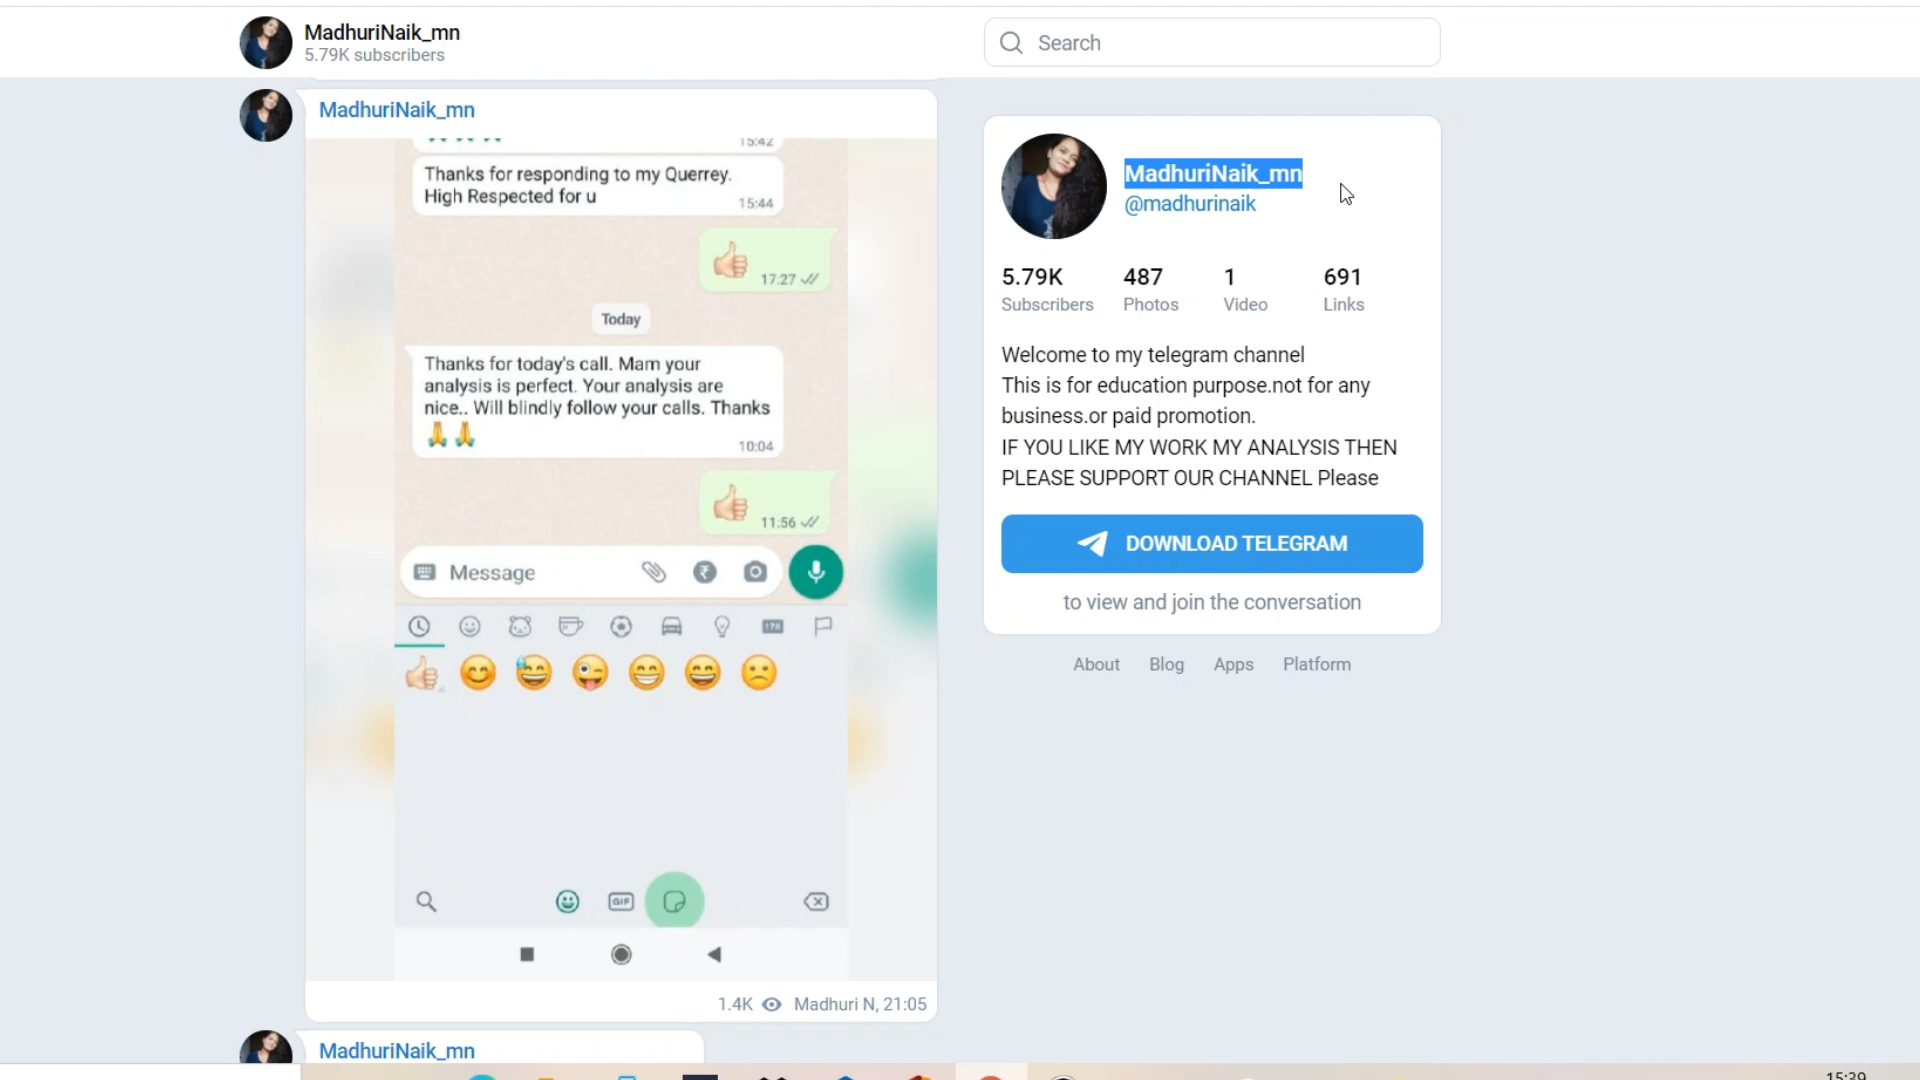 MadhuriNaik_mn
5.79K subscribers
Search
MadhuriNaik_mn
15:42
Thanks for responding to my Querrey.
High Respected for u
15:44
17:27
Today
Thanks for today's call. Mam your
analysis is perfect. Your analysis are
nice.. Will blindly follow your calls. Thanks
🙏🙏
10:04
11:56
Message
GIF
1.4K Madhuri N, 21:05
MadhuriNaik_mn
MadhuriNaik_mn
@madhurinaik
5.79K 487 1 691
Subscribers Photos Video Links
Welcome to my telegram channel
This is for education purpose.not for any
business.or paid promotion.
IF YOU LIKE MY WORK MY ANALYSIS THEN
PLEASE SUPPORT OUR CHANNEL Please
DOWNLOAD TELEGRAM
to view and join the conversation
About Blog Apps Platform
15:39